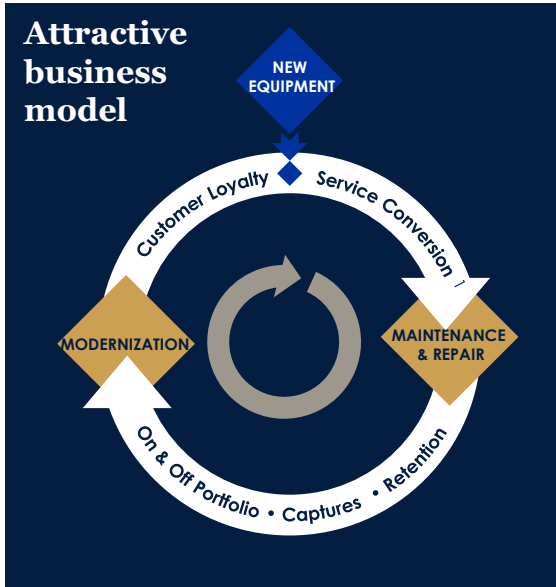 Attractive
business
model
NEW
EQUIPMENT
Customer Loyalty
Service Conversion 1
MODERNIZATION
MAINTENANCE
& REPAIR
On & Off Portfolio • Captures • Retention